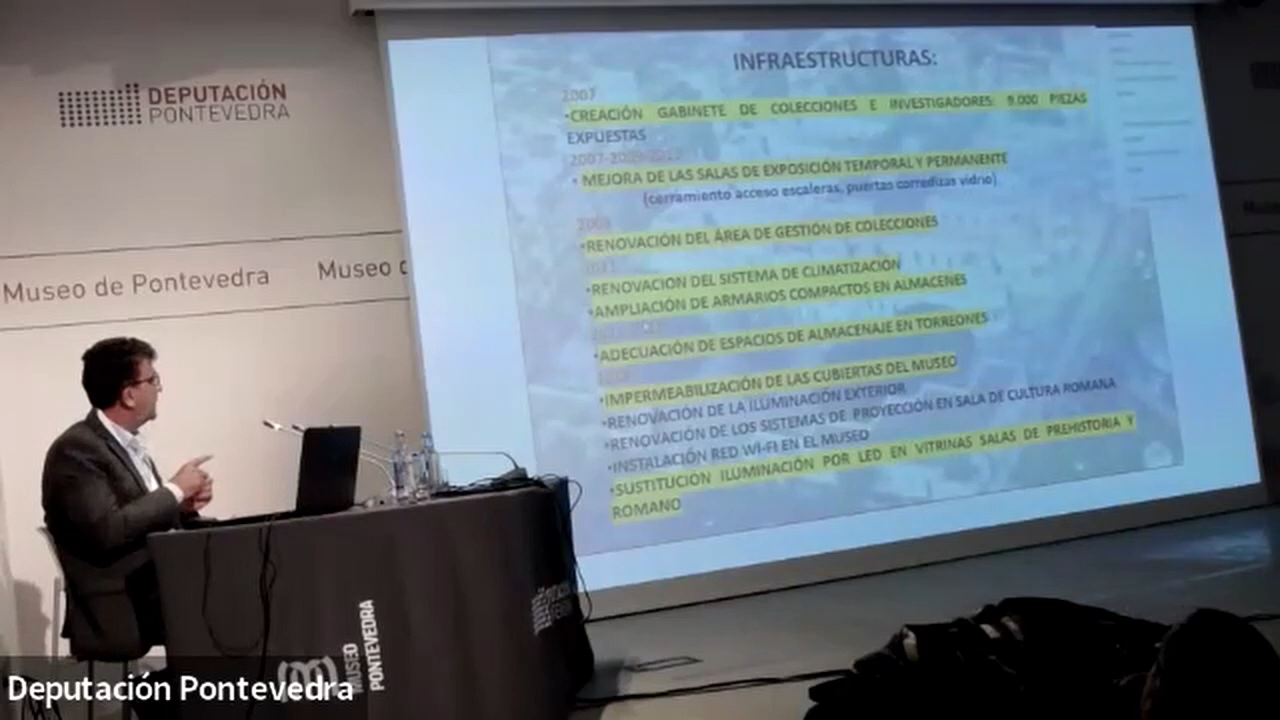 DEPUTACIÓN
PONTEVEDRA
Museo de Pontevedra
Museo
INFRAESTRUCTURAS:
2007
•CREACIÓN GABINETE DE COLECCIONES E INVESTIGADORES. 9.000 PIEZAS
EXPUESTAS
• MEJORA DE LAS SALAS DE EXPOSICIÓN TEMPORAL Y PERMANENTE
(cerramiento acceso escaleras, puertas corredizas vidrio)
•RENOVACIÓN DEL ÁREA DE GESTIÓN DE COLECCIONES
•RENOVACION DEL SISTEMA DE CLIMATIZACIÓN
•AMPLIACIÓN DE ARMARIOS COMPACTOS EN ALMACENES
•ADECUACIÓN DE ESPACIOS DE ALMACENAJE EN TORREONES
•IMPERMEABILIZACIÓN DE LAS CUBIERTAS DEL MUSEO
•RENOVACIÓN DE LA ILUMINACIÓN EXTERIOR
•RENOVACIÓN DE LOS SISTEMAS DE PROYECCIÓN EN SALA DE CULTURA ROMANA
•INSTALACIÓN RED WI-FI EN EL MUSEO
•SUSTITUCIÓN ILUMINACIÓN POR LED EN VITRINAS SALAS DE PREHISTORIA Y
ROMANO
MUSEO
PONTEVEDRA
Deputación Pontevedra